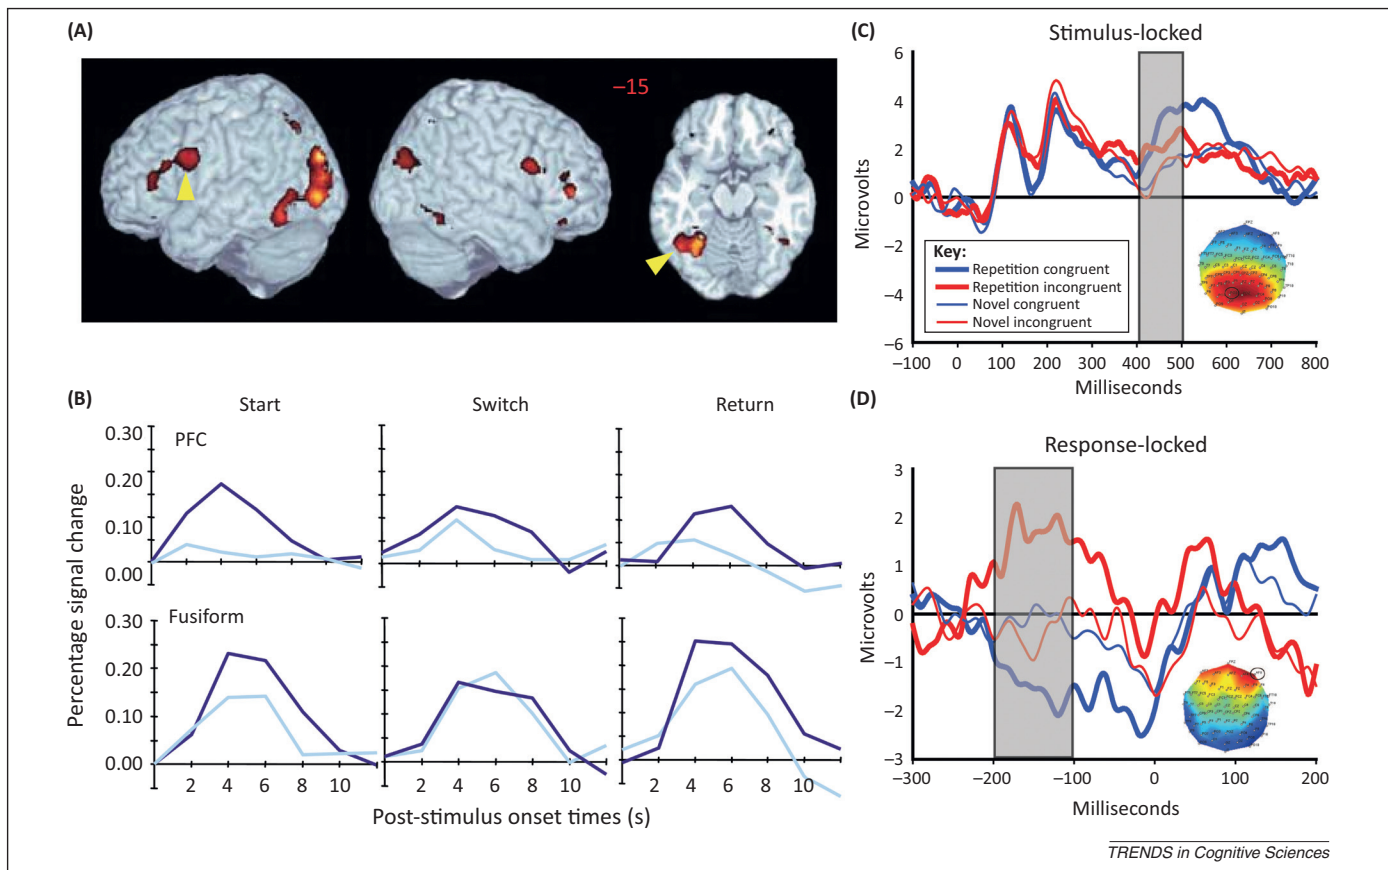 (A)
−15
(B)
Start
Switch
Return
PFC
0.30
0.20
0.10
0.00
Fusiform
0.30
0.20
0.10
0.00
Percentage signal change
2 4 6 8 10
2 4 6 8 10
2 4 6 8 10
Post-stimulus onset times (s)
(C)
Stimulus-locked
6
4
2
0
−2
−4
−6
Microvolts
Key:
Repetition congruent
Repetition incongruent
Novel congruent
Novel incongruent
−100 0 100 200 300 400 500 600 700 800
Milliseconds
(D)
Response-locked
3
2
1
0
−1
−2
−3
Microvolts
−300 −200 −100 0 100 200
Milliseconds
TRENDS in Cognitive Sciences